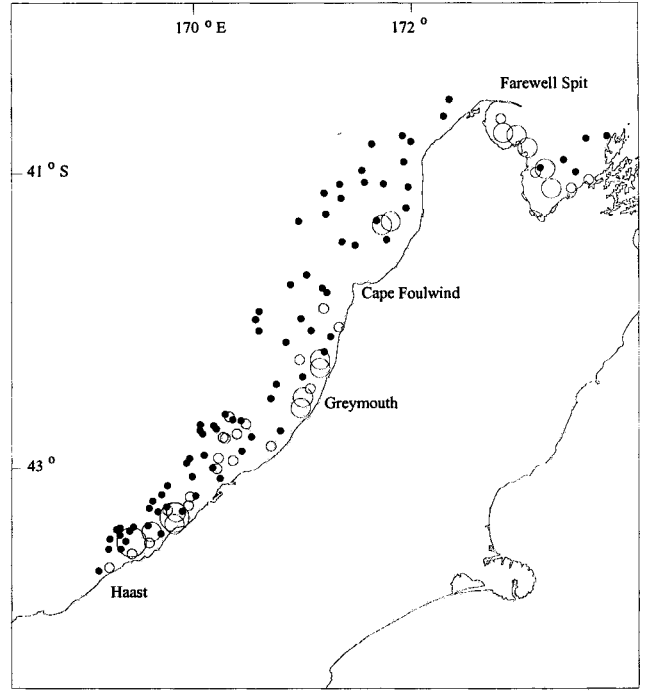 170 ° E
172 °
Farewell Spit
41 ° S
Cape Foulwind
Greymouth
43 °
Haast